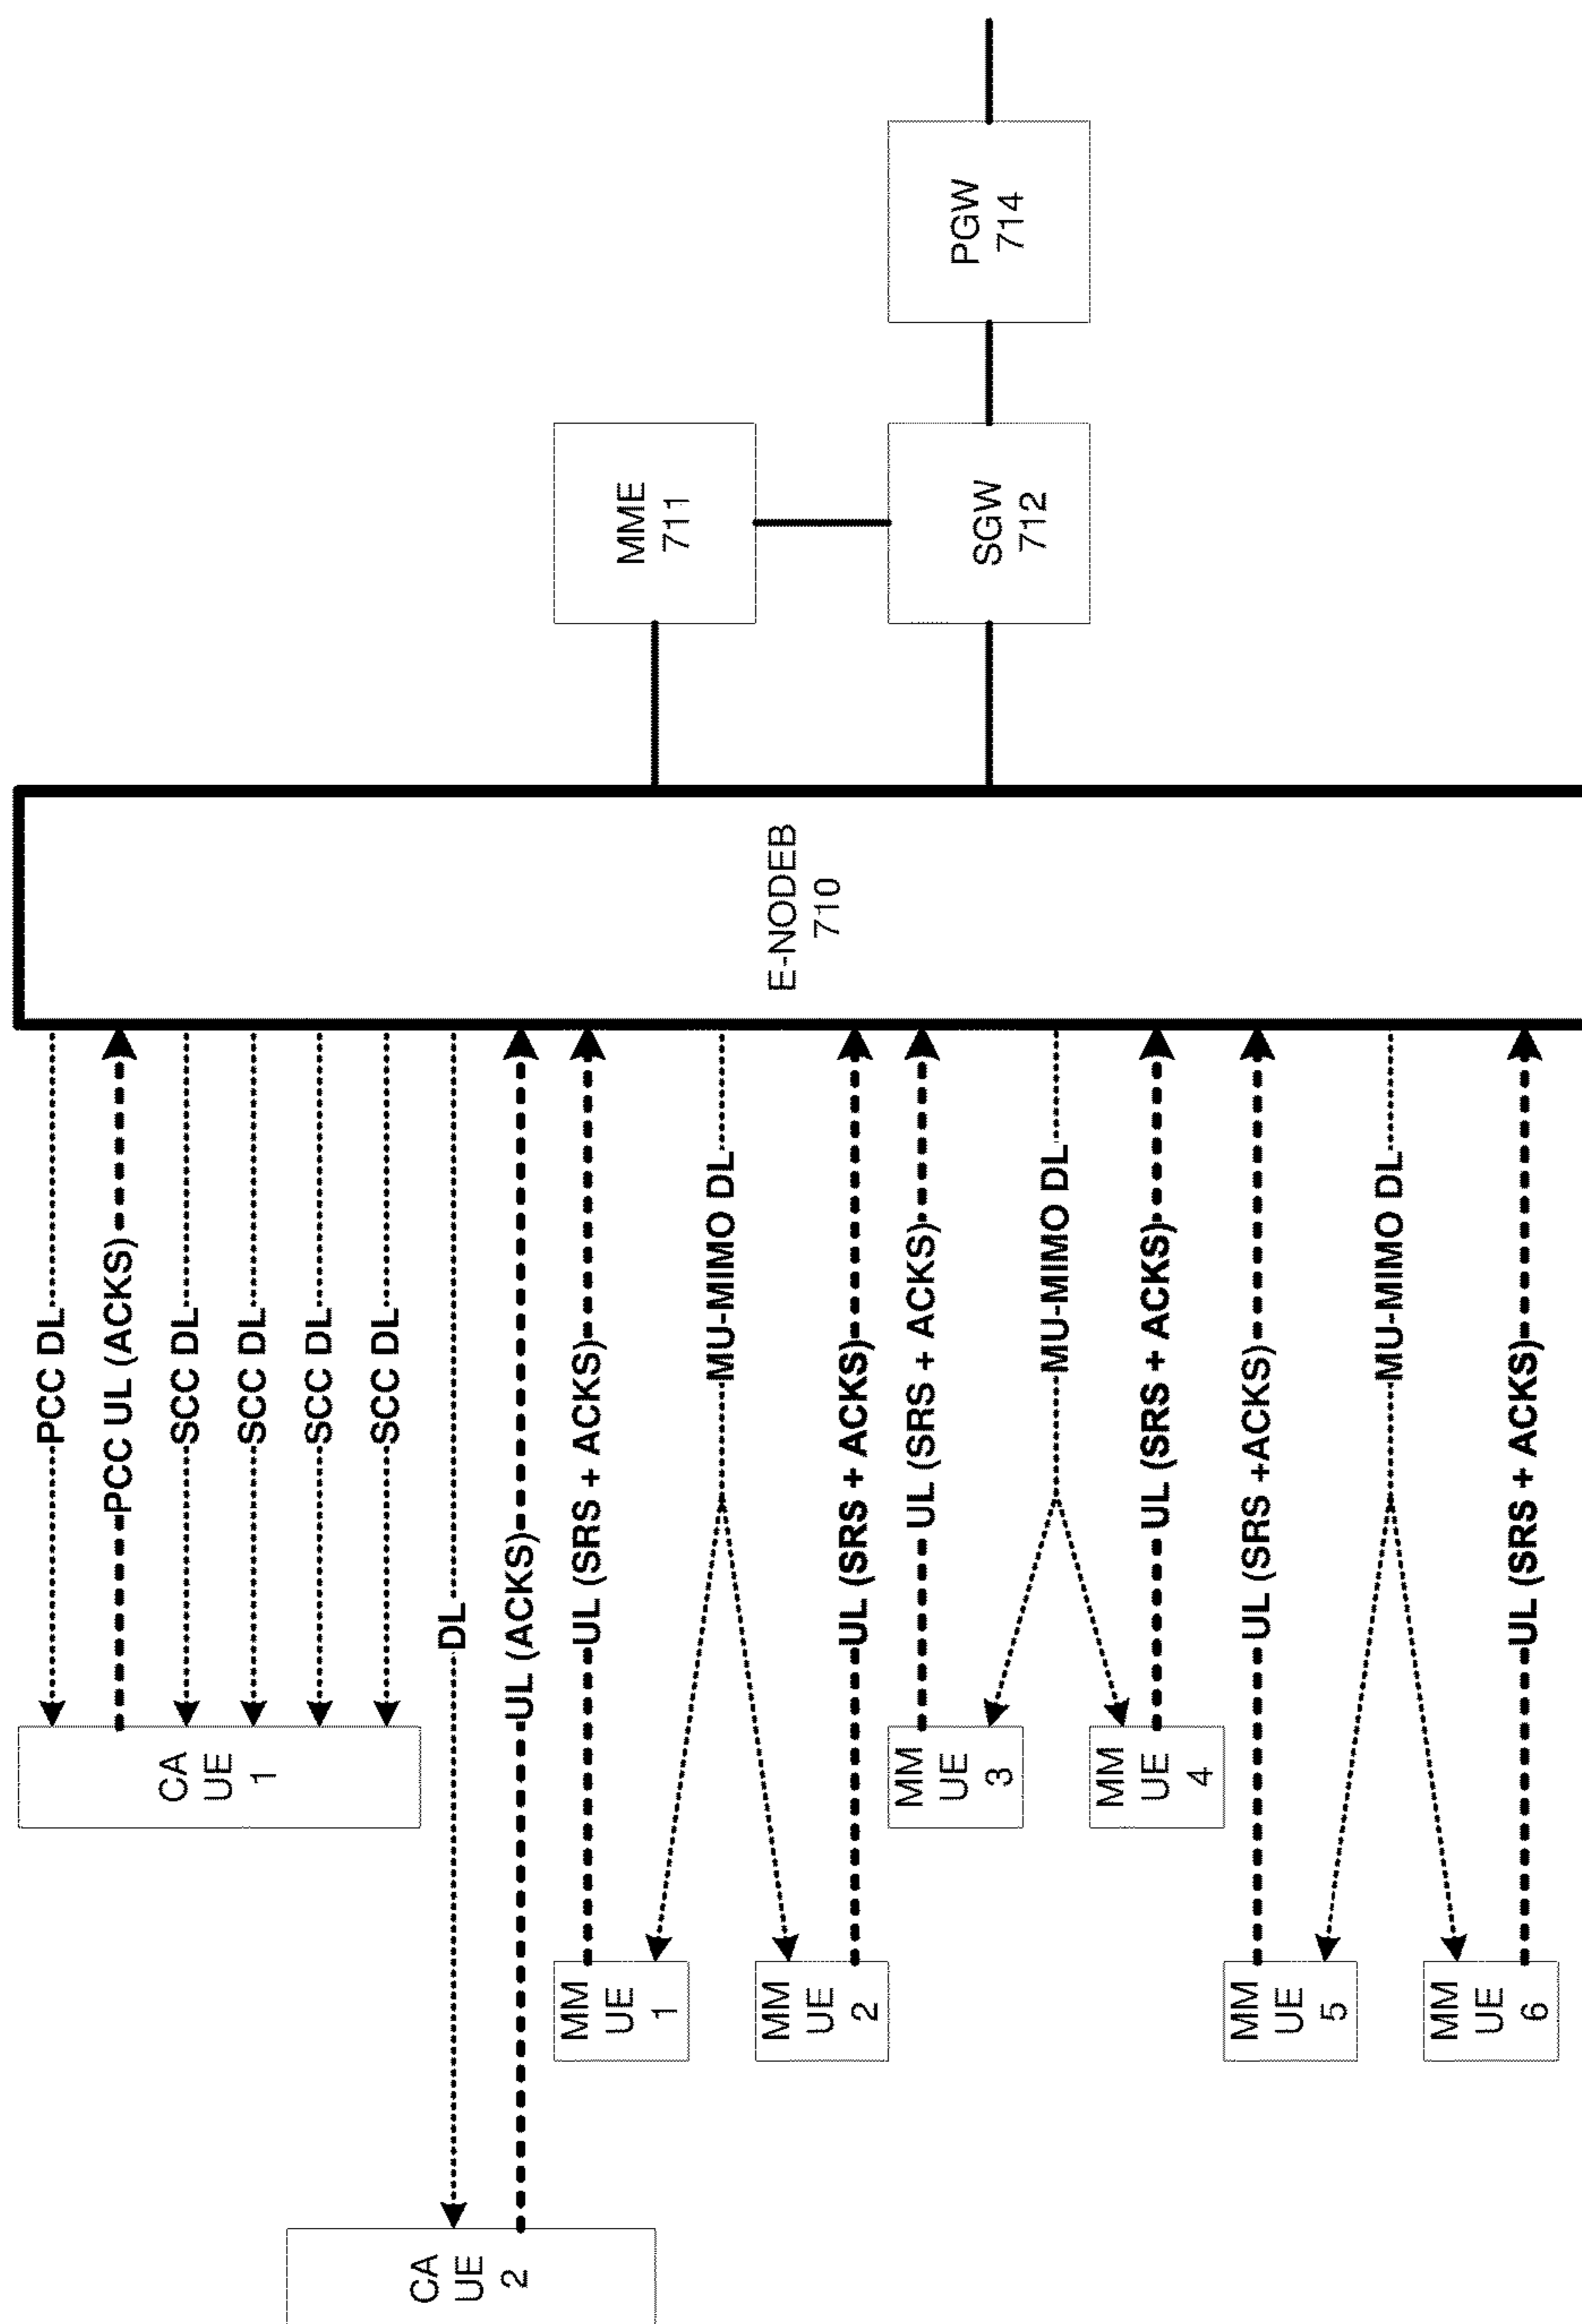 CA
UE
1
PCC DL
PCC UL (ACKS)
SCC DL
SCC DL
SCC DL
SCC DL
CA
UE
2
DL
UL (ACKS)
MM
UE
1
UL (SRS + ACKS)
MU-MIMO DL
MM
UE
2
UL (SRS + ACKS)
MM
UE
3
UL (SRS + ACKS)
MU-MIMO DL
MM
UE
4
UL (SRS + ACKS)
MM
UE
5
UL (SRS +ACKS)
MU-MIMO DL
MM
UE
6
UL (SRS + ACKS)
E-NODEB
710
MME
711
SGW
712
PGW
714